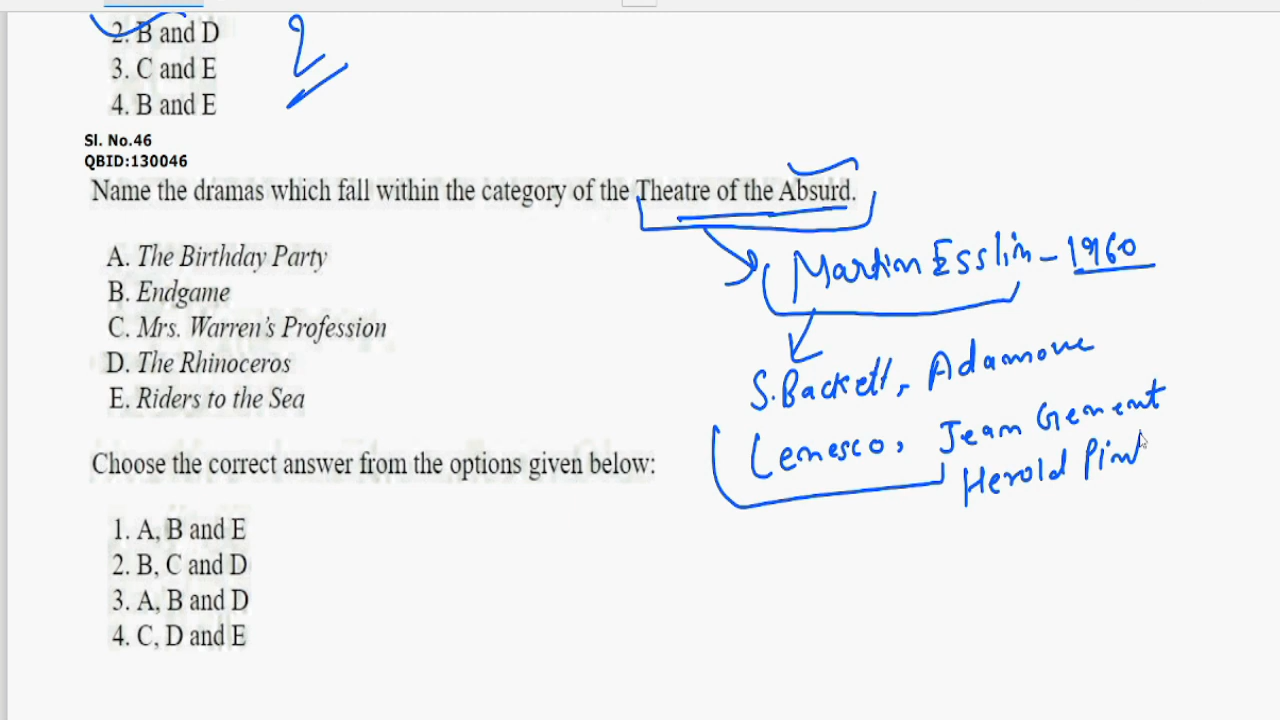 2. B and D
2
3. C and E
4. B and E
Sl. No.46
QBID:130046
Name the dramas which fall within the category of the Theatre of the Absurd.
A. The Birthday Party
B. Endgame
C. Mrs. Warren's Profession
D. The Rhinoceros
E. Riders to the Sea
Martin Esslin - 1960
S. Backett, Adamove
Lenesco, Jean Genent
Herold Pint
Choose the correct answer from the options given below:
1. A, B and E
2. B, C and D
3. A, B and D
4. C, D and E